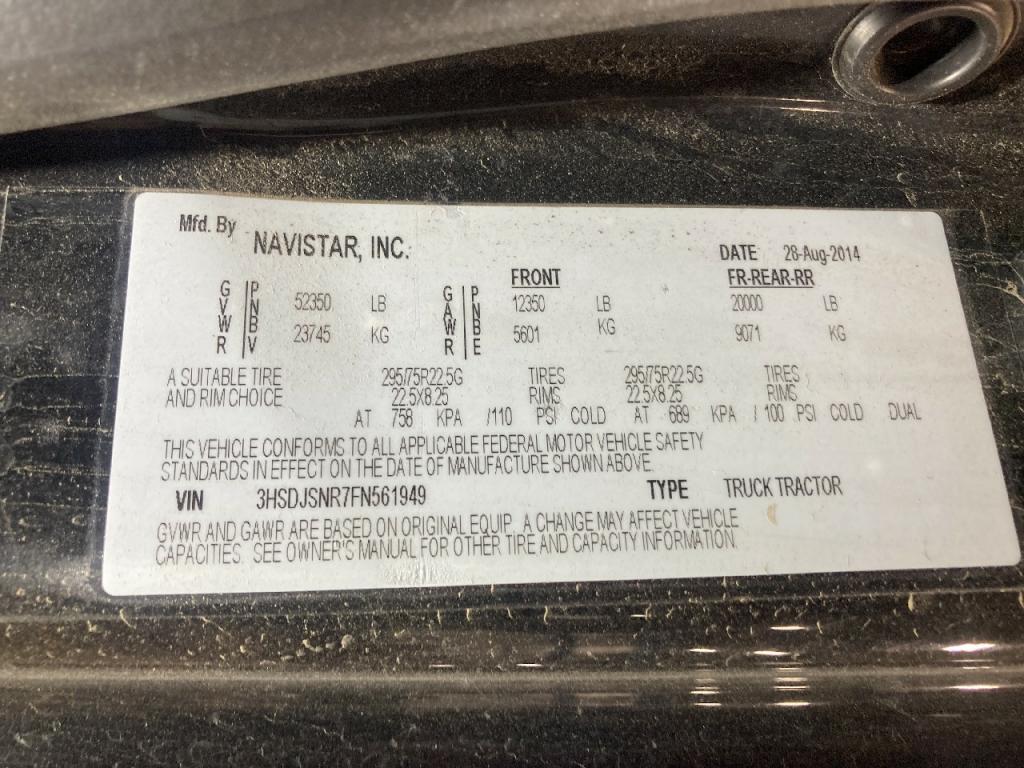 Mfd. By NAVISTAR, INC. DATE 28-Aug-2014
FRONT FR-REAR-RR
GVWR PNBV 52350 LB GAWR PNBE 12350 LB 20000 LB
23745 KG 5601 KG 9071 KG
A SUITABLE TIRE 295/75R22.5G TIRES 295/75R22.5G TIRES
AND RIM CHOICE 22.5X8.25 RIMS 22.5X8.25 RIMS
AT 758 KPA /110 PSI COLD AT 689 KPA / 100 PSI COLD DUAL
THIS VEHICLE CONFORMS TO ALL APPLICABLE FEDERAL MOTOR VEHICLE SAFETY
STANDARDS IN EFFECT ON THE DATE OF MANUFACTURE SHOWN ABOVE.
VIN 3HSDJSNR7FN561949 TYPE TRUCK TRACTOR
GVWR AND GAWR ARE BASED ON ORIGINAL EQUIP. A CHANGE MAY AFFECT VEHICLE
CAPACITIES. SEE OWNER'S MANUAL FOR OTHER TIRE AND CAPACITY INFORMATION.